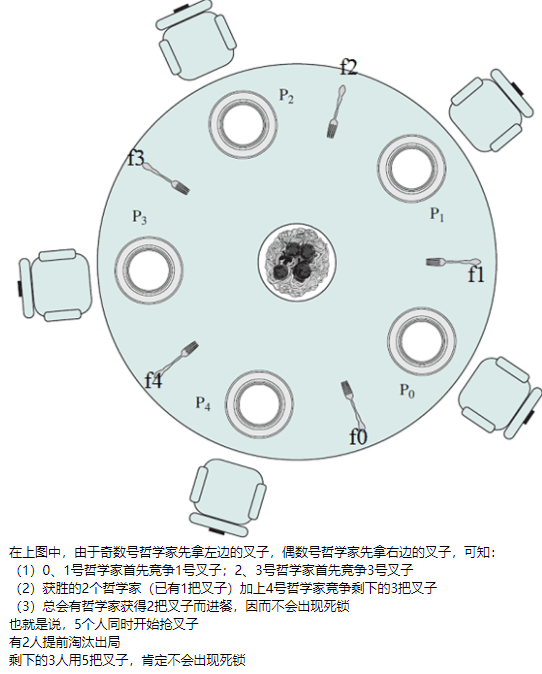 f2
P2
f3
P1
P3
f1
f4
P4
P0
f0
在上图中，由于奇数号哲学家先拿左边的叉子，偶数号哲学家先拿右边的叉子，可知：
（1）0、1号哲学家首先竞争1号叉子；2、3号哲学家首先竞争3号叉子
（2）获胜的2个哲学家（已有1把叉子）加上4号哲学家竞争剩下的3把叉子
（3）总会有哲学家获得2把叉子而进餐，因而不会出现死锁
也就是说，5个人同时开始抢叉子
有2人提前淘汰出局
剩下的3人用5把叉子，肯定不会出现死锁